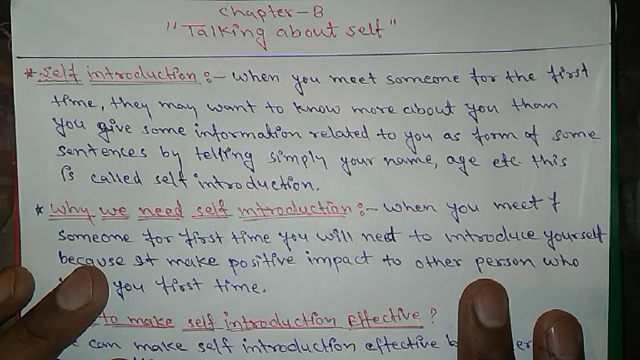 Chapter-B
"Talking about self"
* Self introduction :- When you meet someone for the first
time, they may want to know more about you than
you give some information related to you as form of some
sentences by telling simply your name, age etc. this
is called self introduction.
* Why we need self introduction :- When you meet
someone for first time you will need to introduce yourself
because it make positive impact to other person who
you first time.
to make self introduction Effective?
can make self introduction effective